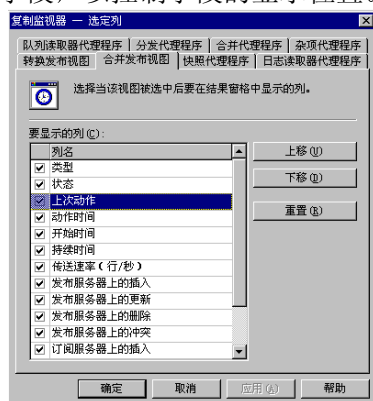 复制监视器 — 选定列
队列读取器代理程序 分发代理程序 合并代理程序 杂项代理程序
转换发布视图 合并发布视图 快照代理程序 日志读取器代理程序
选择当该视图被选中后要在结果窗格中显示的列。
要显示的列(C):
列名
类型
状态
上次动作
动作时间
开始时间
持续时间
传送速率(行/秒)
发布服务器上的插入
发布服务器上的更新
发布服务器上的删除
发布服务器上的冲突
订阅服务器上的插入
上移(U)
下移(D)
重置(R)
确定 取消 应用(A) 帮助